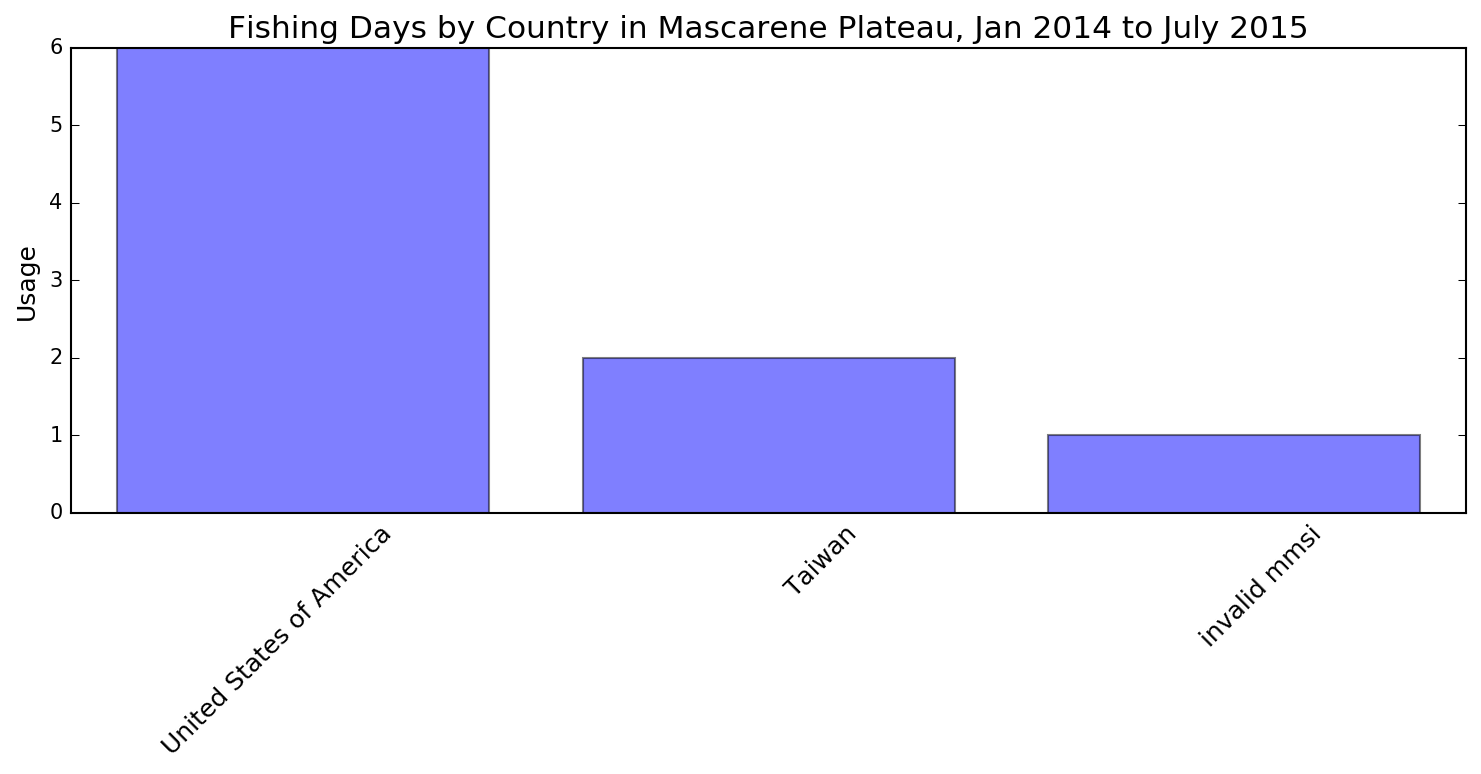 Fishing Days by Country in Mascarene Plateau, Jan 2014 to July 2015
Usage
6
5
4
3
2
1
0
United States of America
Taiwan
invalid mmsi